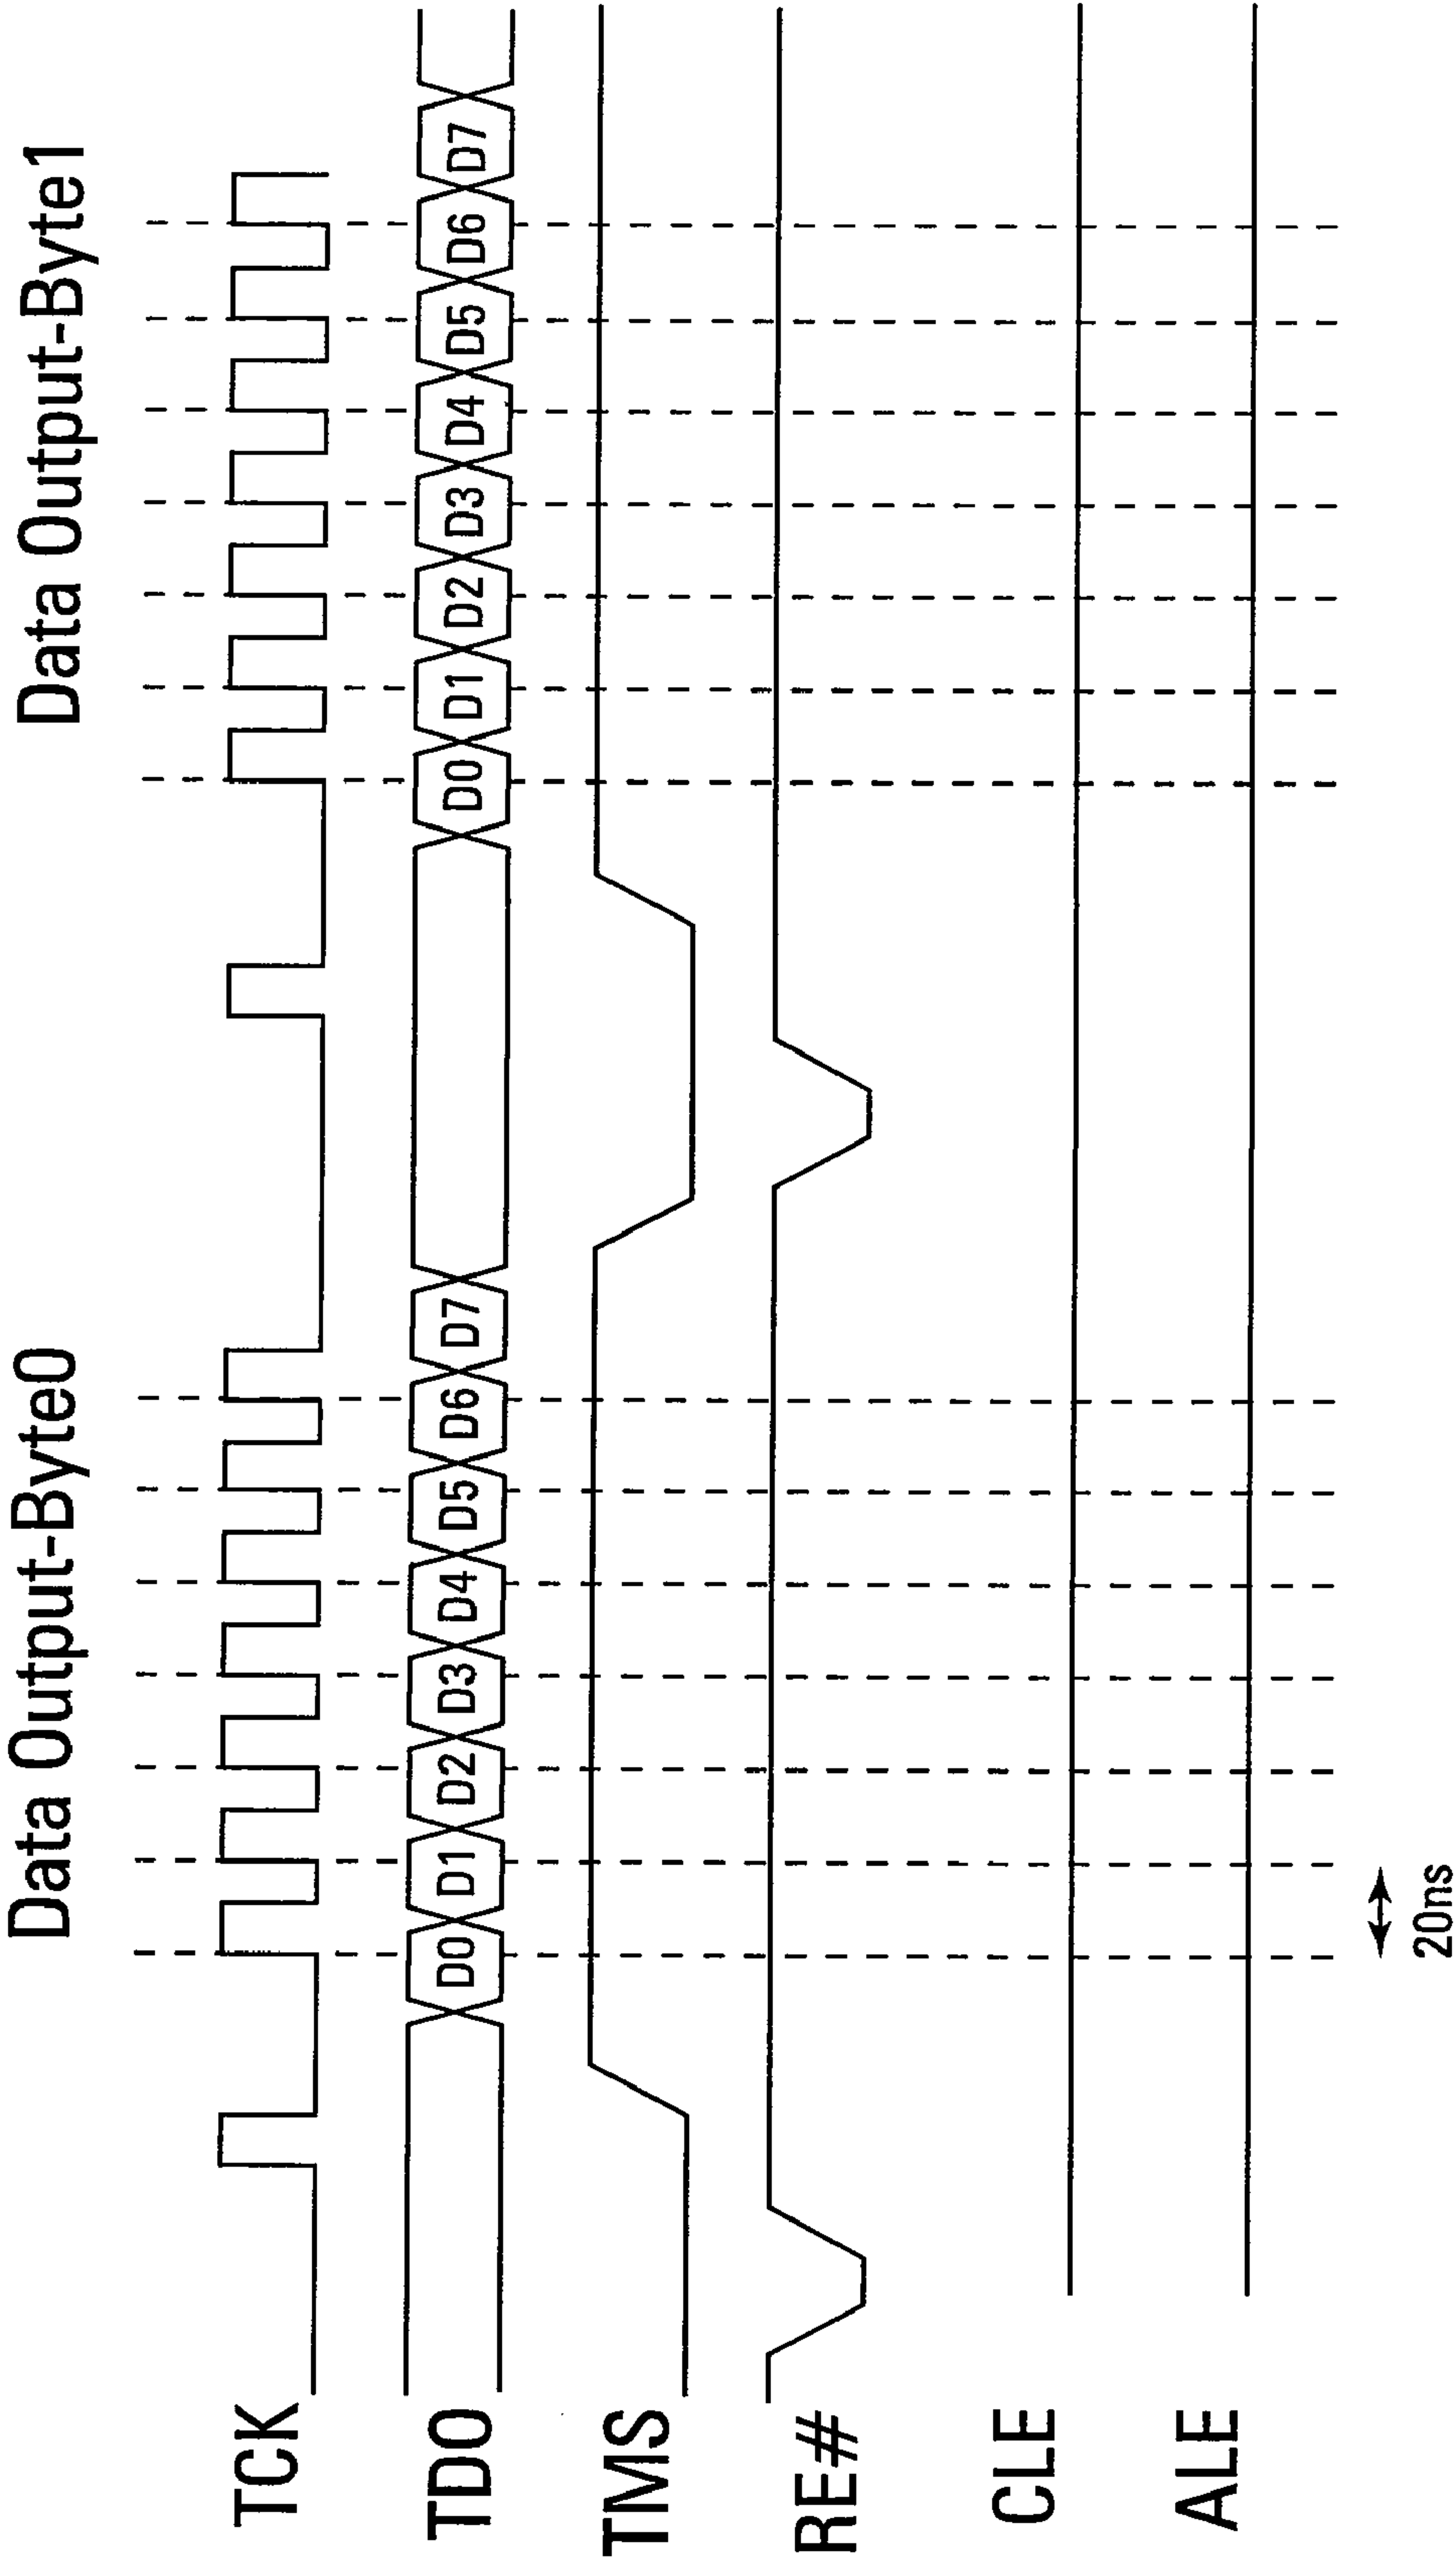 Data Output-Byte0
Data Output-Byte1
TCK
TDO
D0 D1 D2 D3 D4 D5 D6 D7
D0 D1 D2 D3 D4 D5 D6 D7
TMS
RE#
CLE
ALE
20ns